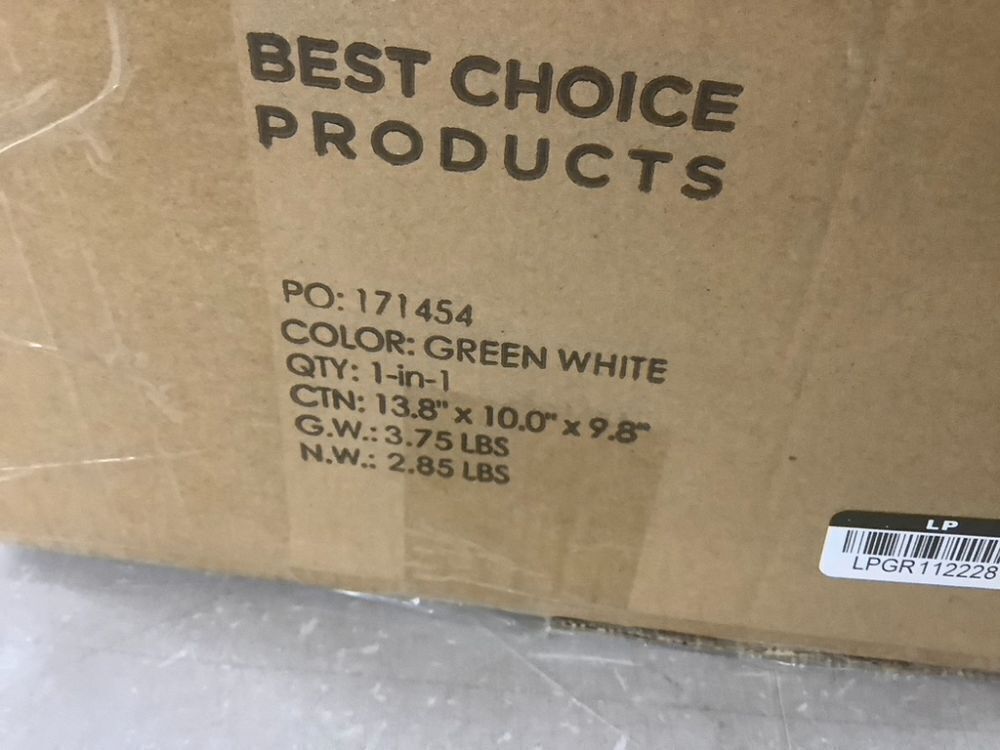 BEST CHOICE
PRODUCTS
PO: 171454
COLOR: GREEN WHITE
QTY: 1-in-1
CTN: 13.8" x 10.0" x 9.8"
G.W.: 3.75 LBS
N.W.: 2.85 LBS
LP
LPGR112228